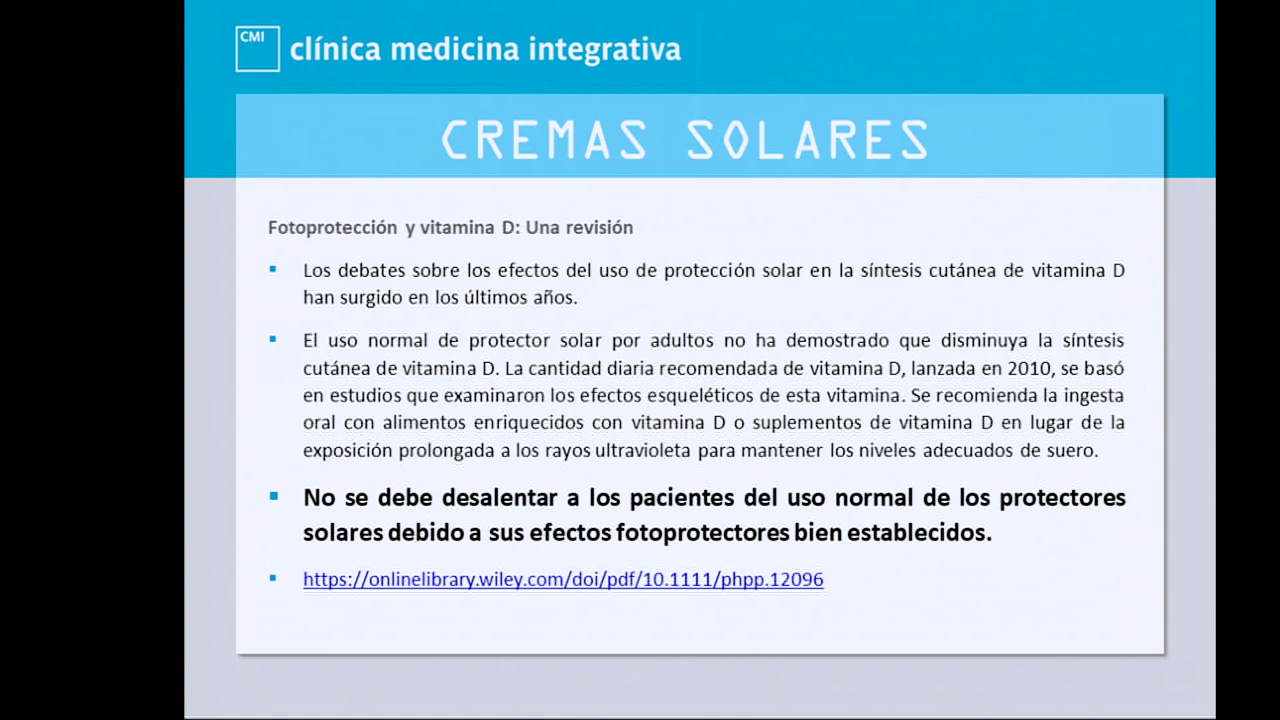 CMI
clínica medicina integrativa
CREMAS SOLARES
Fotoprotección y vitamina D: Una revisión
▪ Los debates sobre los efectos del uso de protección solar en la síntesis cutánea de vitamina D
han surgido en los últimos años.
▪ El uso normal de protector solar por adultos no ha demostrado que disminuya la síntesis
cutánea de vitamina D. La cantidad diaria recomendada de vitamina D, lanzada en 2010, se basó
en estudios que examinaron los efectos esqueléticos de esta vitamina. Se recomienda la ingesta
oral con alimentos enriquecidos con vitamina D o suplementos de vitamina D en lugar de la
exposición prolongada a los rayos ultravioleta para mantener los niveles adecuados de suero.
▪ No se debe desalentar a los pacientes del uso normal de los protectores
solares debido a sus efectos fotoprotectores bien establecidos.
▪ https://onlinelibrary.wiley.com/doi/pdf/10.1111/phpp.12096